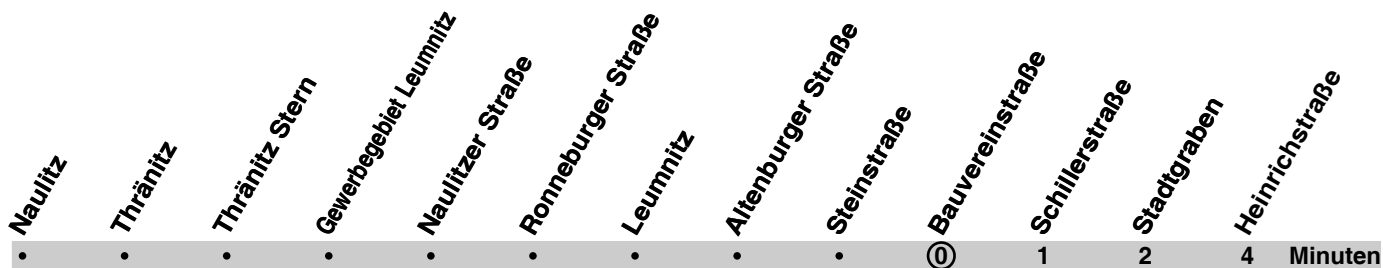 Naulitz
Thränitz
Thränitz Stern
Gewerbegebiet Leumnitz
Naulitzer Straße
Ronneburger Straße
Leumnitz
Altenburger Straße
Steinstraße
Bauvereinstraße
Schillerstraße
Stadtgraben
Heinrichstraße
• • • • • • • • • 0 1 2 4 Minuten